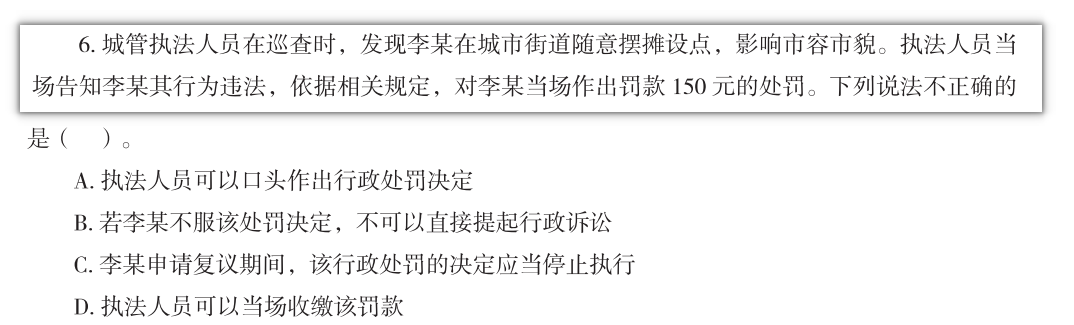 6. 城管执法人员在巡查时，发现李某在城市街道随意摆摊设点，影响市容市貌。执法人员当
场告知李某其行为违法，依据相关规定，对李某当场作出罚款 150 元的处罚。下列说法不正确的
是（ ）。
A. 执法人员可以口头作出行政处罚决定
B. 若李某不服该处罚决定，不可以直接提起行政诉讼
C. 李某申请复议期间，该行政处罚的决定应当停止执行
D. 执法人员可以当场收缴该罚款